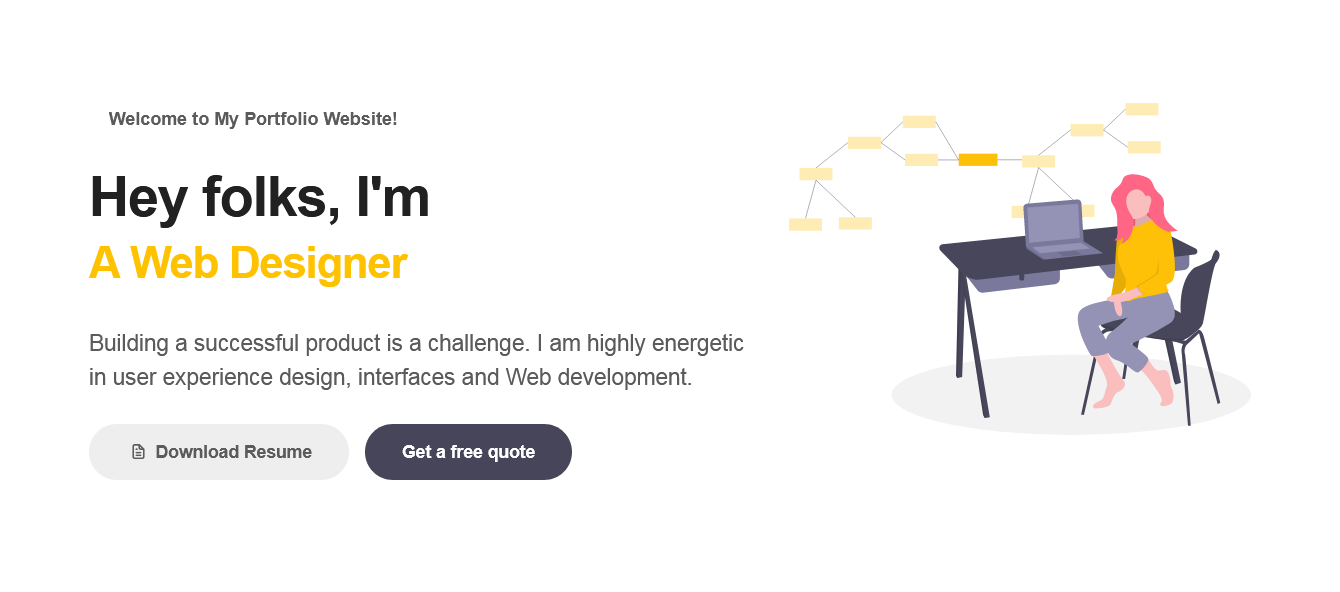 Welcome to My Portfolio Website!
Hey folks, I'm
A Web Designer
Building a successful product is a challenge. I am highly energetic
in user experience design, interfaces and Web development.
Download Resume
Get a free quote